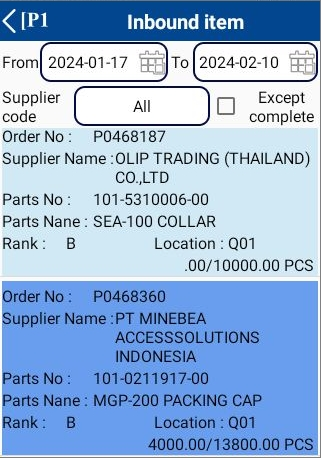 [P1 Inbound item
From 2024-01-17 To 2024-02-10
Supplier code All Except complete
Order No : P0468187
Supplier Name :OLIP TRADING (THAILAND)
CO.,LTD
Parts No : 101-5310006-00
Parts Nane : SEA-100 COLLAR
Rank : B Location : Q01
.00/10000.00 PCS
Order No : P0468360
Supplier Name :PT MINEBEA
ACCESSSOLUTIONS
INDONESIA
Parts No : 101-0211917-00
Parts Nane : MGP-200 PACKING CAP
Rank : B Location : Q01
4000.00/13800.00 PCS